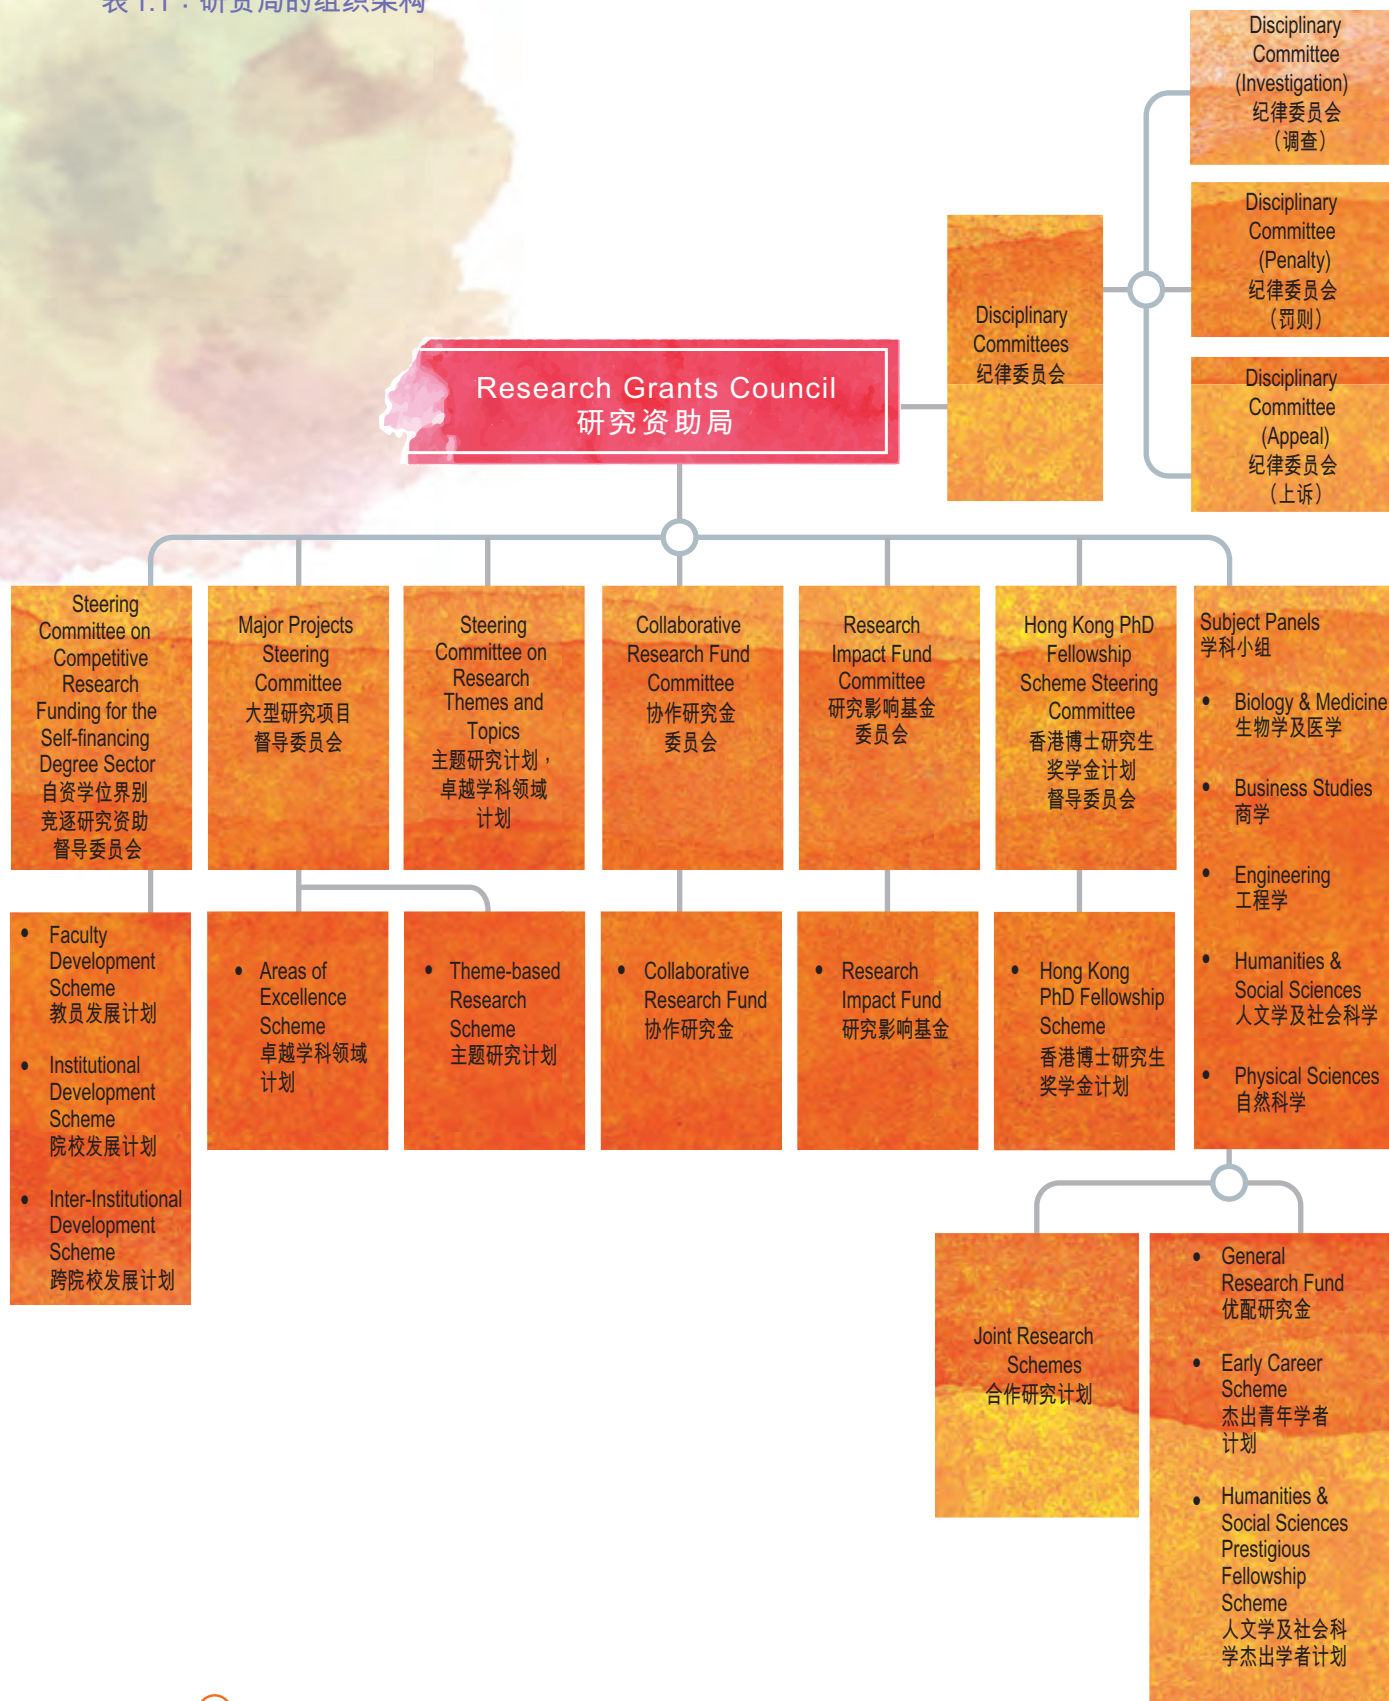 表 1.1：研资局的组织架构
Disciplinary
Committee
(Investigation)
纪律委员会
（调查）
Disciplinary
Committee
(Penalty)
纪律委员会
（罚则）
Disciplinary
Committees
纪律委员会
Disciplinary
Committee
(Appeal)
纪律委员会
（上诉）
Research Grants Council
研究资助局
Steering
Committee on
Competitive
Research
Funding for the
Self-financing
Degree Sector
自资学位界别
竞逐研究资助
督导委员会
Major Projects
Steering
Committee
大型研究项目
督导委员会
Steering
Committee on
Research
Themes and
Topics
主题研究计划，
卓越学科领域
计划
Collaborative
Research Fund
Committee
协作研究金
委员会
Research
Impact Fund
Committee
研究影响基金
委员会
Hong Kong PhD
Fellowship
Scheme Steering
Committee
香港博士研究生
奖学金计划
督导委员会
Subject Panels
学科小组
• Biology & Medicine
生物学及医学
• Business Studies
商学
• Engineering
工程学
• Humanities &
Social Sciences
人文学及社会科学
• Physical Sciences
自然科学
• Faculty
Development
Scheme
教员发展计划
• Institutional
Development
Scheme
院校发展计划
• Inter-Institutional
Development
Scheme
跨院校发展计划
• Areas of
Excellence
Scheme
卓越学科领域
计划
• Theme-based
Research
Scheme
主题研究计划
• Collaborative
Research Fund
协作研究金
• Research
Impact Fund
研究影响基金
• Hong Kong
PhD Fellowship
Scheme
香港博士研究生
奖学金计划
Joint Research
Schemes
合作研究计划
• General
Research Fund
优配研究金
• Early Career
Scheme
杰出青年学者
计划
• Humanities &
Social Sciences
Prestigious
Fellowship
Scheme
人文学及社会科
学杰出学者计划